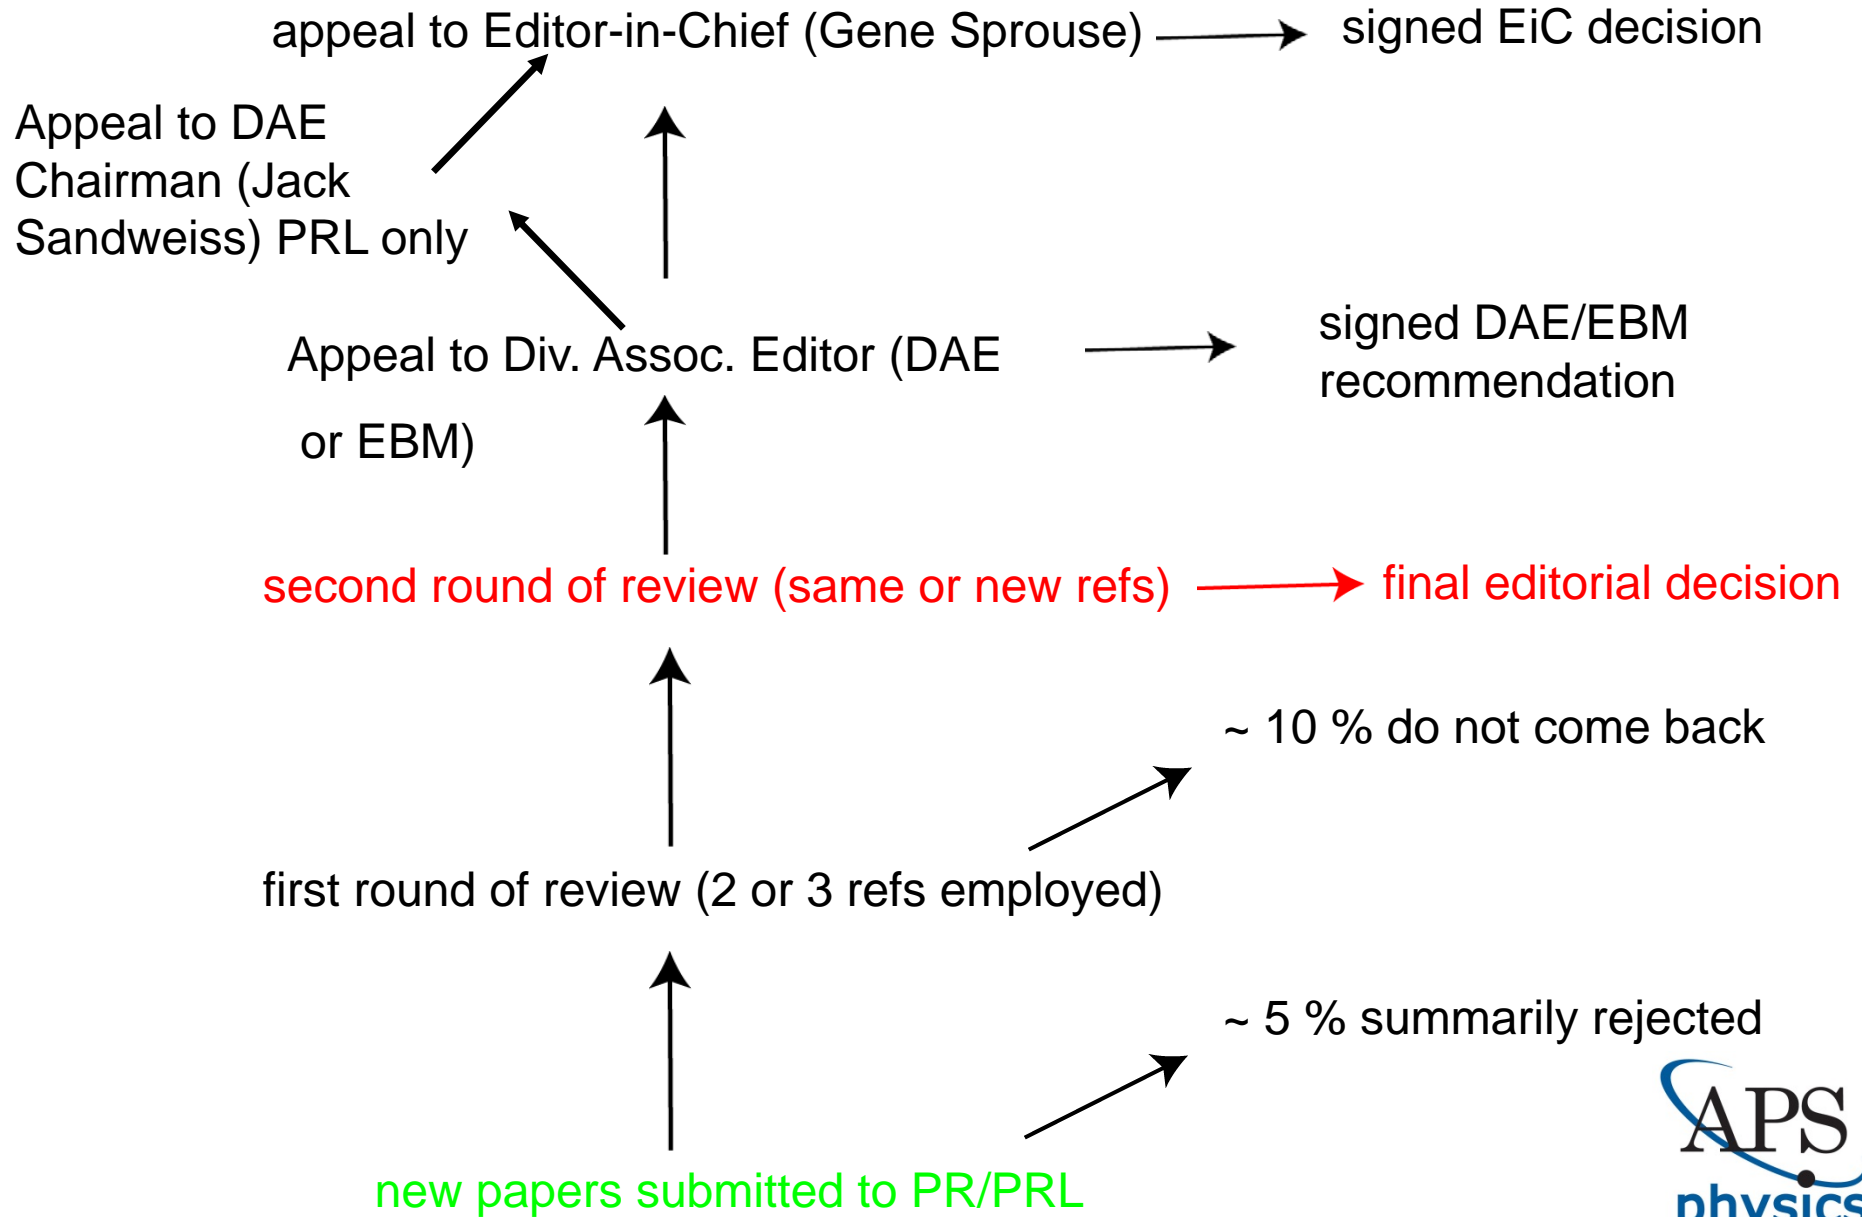 appeal to Editor-in-Chief (Gene Sprouse)
signed EiC decision
Appeal to DAE
Chairman (Jack
Sandweiss) PRL only
Appeal to Div. Assoc. Editor (DAE
or EBM)
signed DAE/EBM
recommendation
second round of review (same or new refs)
final editorial decision
~ 10 % do not come back
first round of review (2 or 3 refs employed)
~ 5 % summarily rejected
new papers submitted to PR/PRL
APS
physics